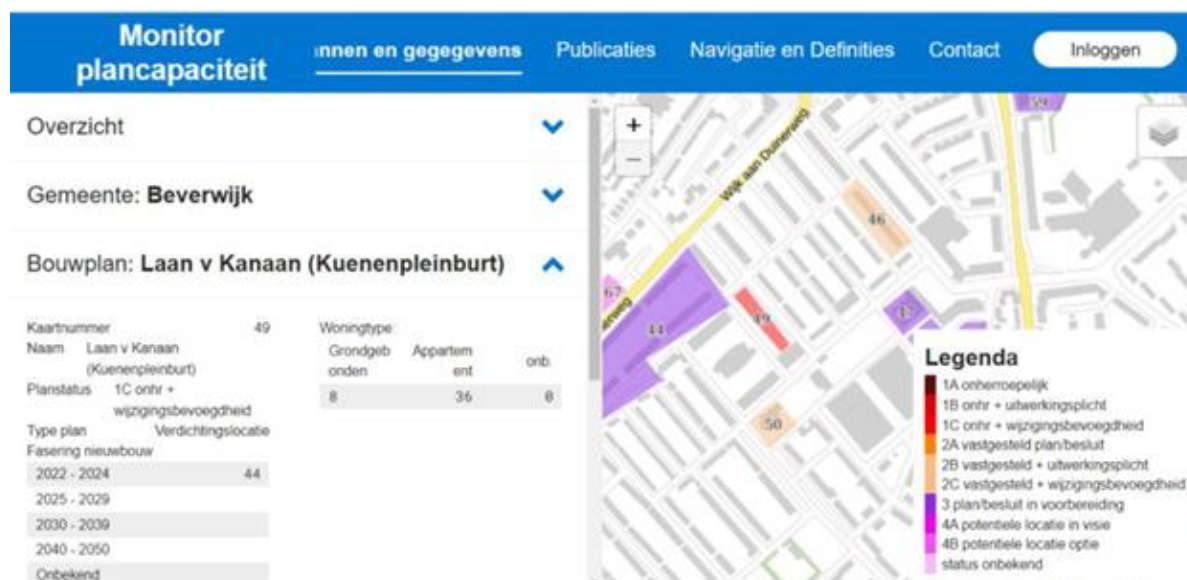 Monitor
plancapaciteit
nnen en gegegevens
Publicaties
Navigatie en Definities
Contact
Inloggen
Overzicht
Gemeente: Beverwijk
Bouwplan: Laan v Kanaan (Kuenenpleinburt)
Kaartnummer 49
Naam Laan v Kanaan
(Kuenenpleinburt)
Planstatus 1C onhr +
wijzigingsbevoegdheid
Type plan Verdichtingslocatie
Fasering nieuwbouw
2022 - 2024 44
2025 - 2029
2030 - 2039
2040 - 2050
Onbekend
Woningtype:
Grondgeb Appartem onb.
onden ent
8 36 0
+
−
Wijk aan Duinerweg
46
67
erweg
44
49
47
50
Legenda
1A onherroepelijk
1B onhr + uitwerkingsplicht
1C onhr + wijzigingsbevoegdheid
2A vastgesteld plan/besluit
2B vastgesteld + uitwerkingsplicht
2C vastgesteld + wijzigingsbevoegdheid
3 plan/besluit in voorbereiding
4A potentiele locatie in visie
4B potentiele locatie optie
status onbekend